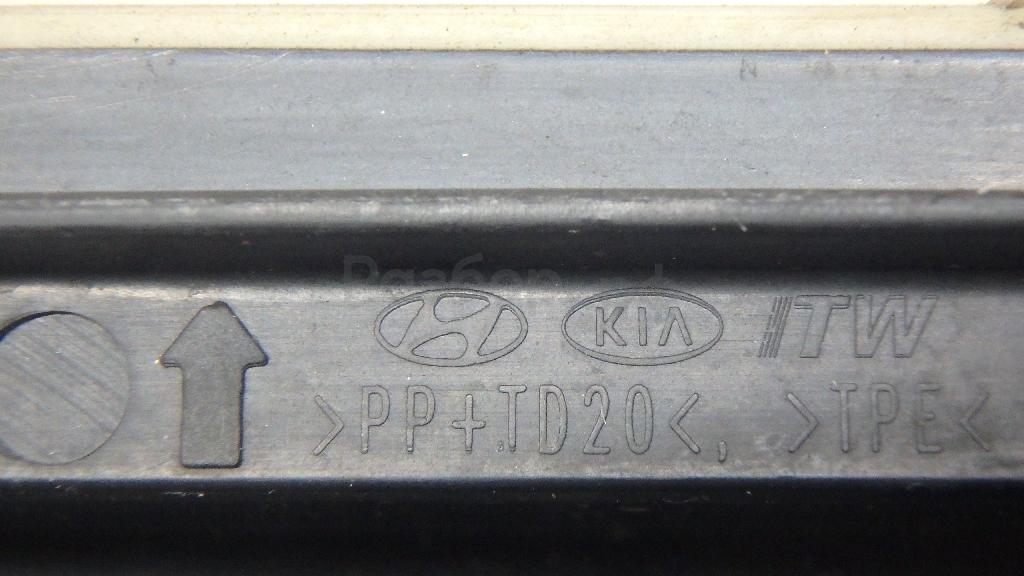 KIA ITW
>PP+TD20<, >TPE<